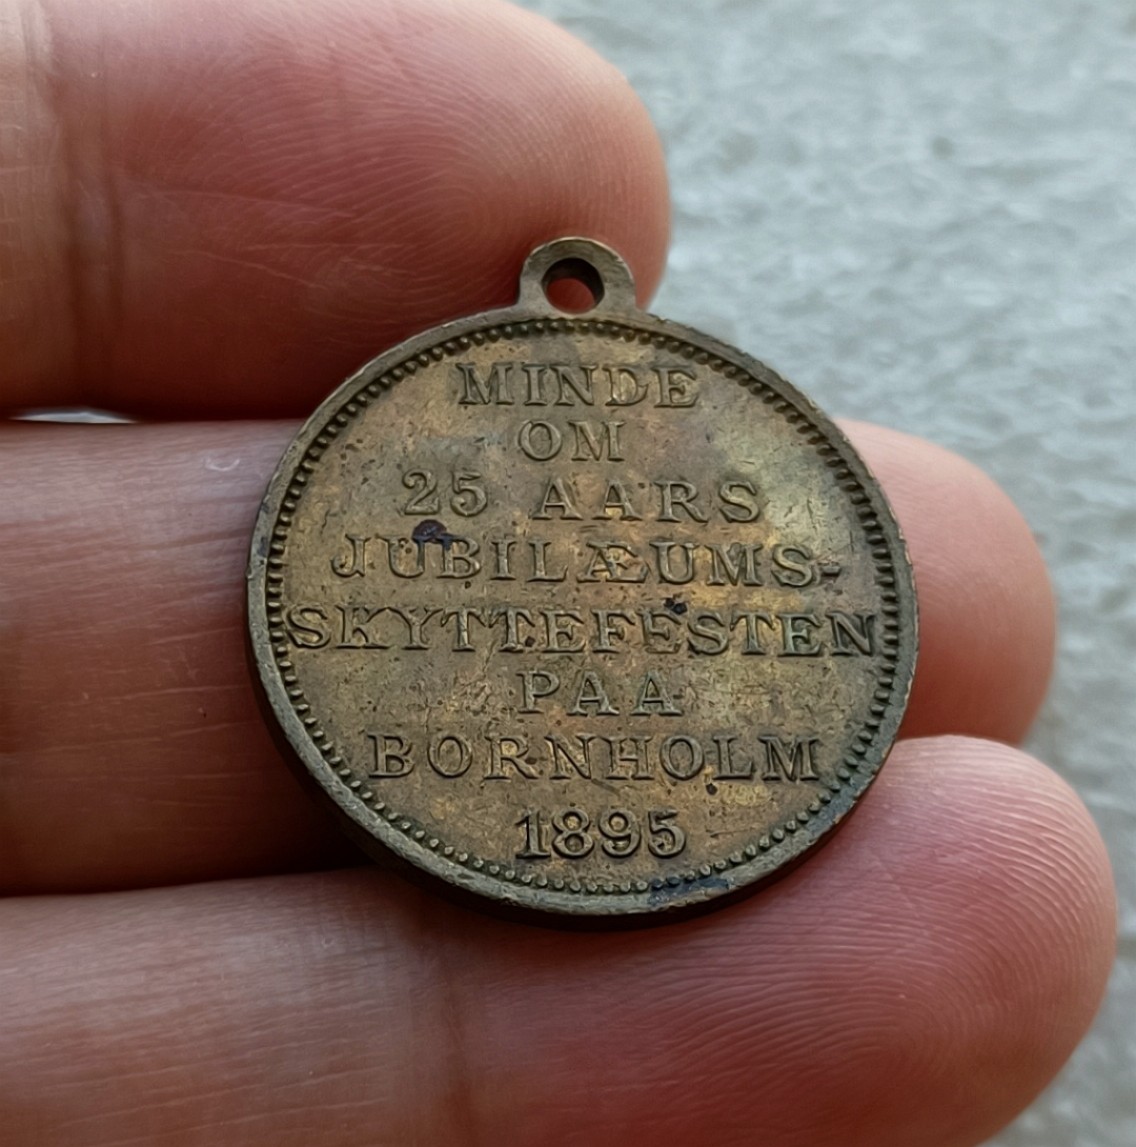 MINDE
OM
25 AARS
JUBILÆUMS-
SKYTTEFESTEN
PAA
BORNHOLM
1895